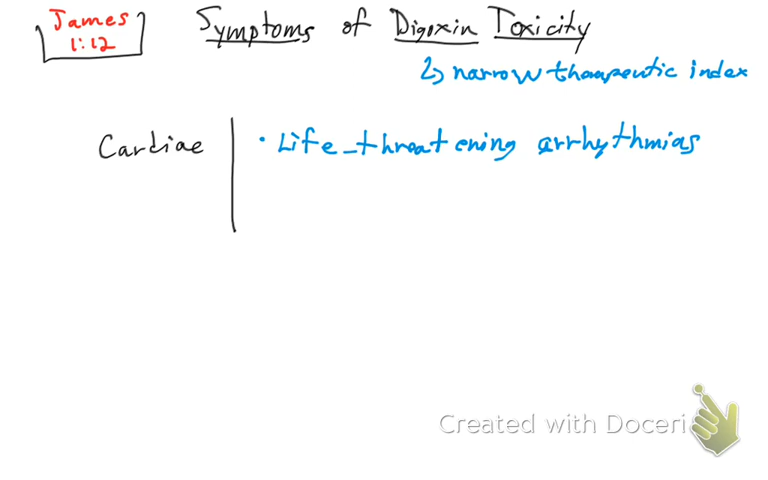 James
1:12
Symptoms of Digoxin Toxicity
↳ narrow therapeutic index
Cardiac
• Life-threatening arrhythmias
Created with Doceri